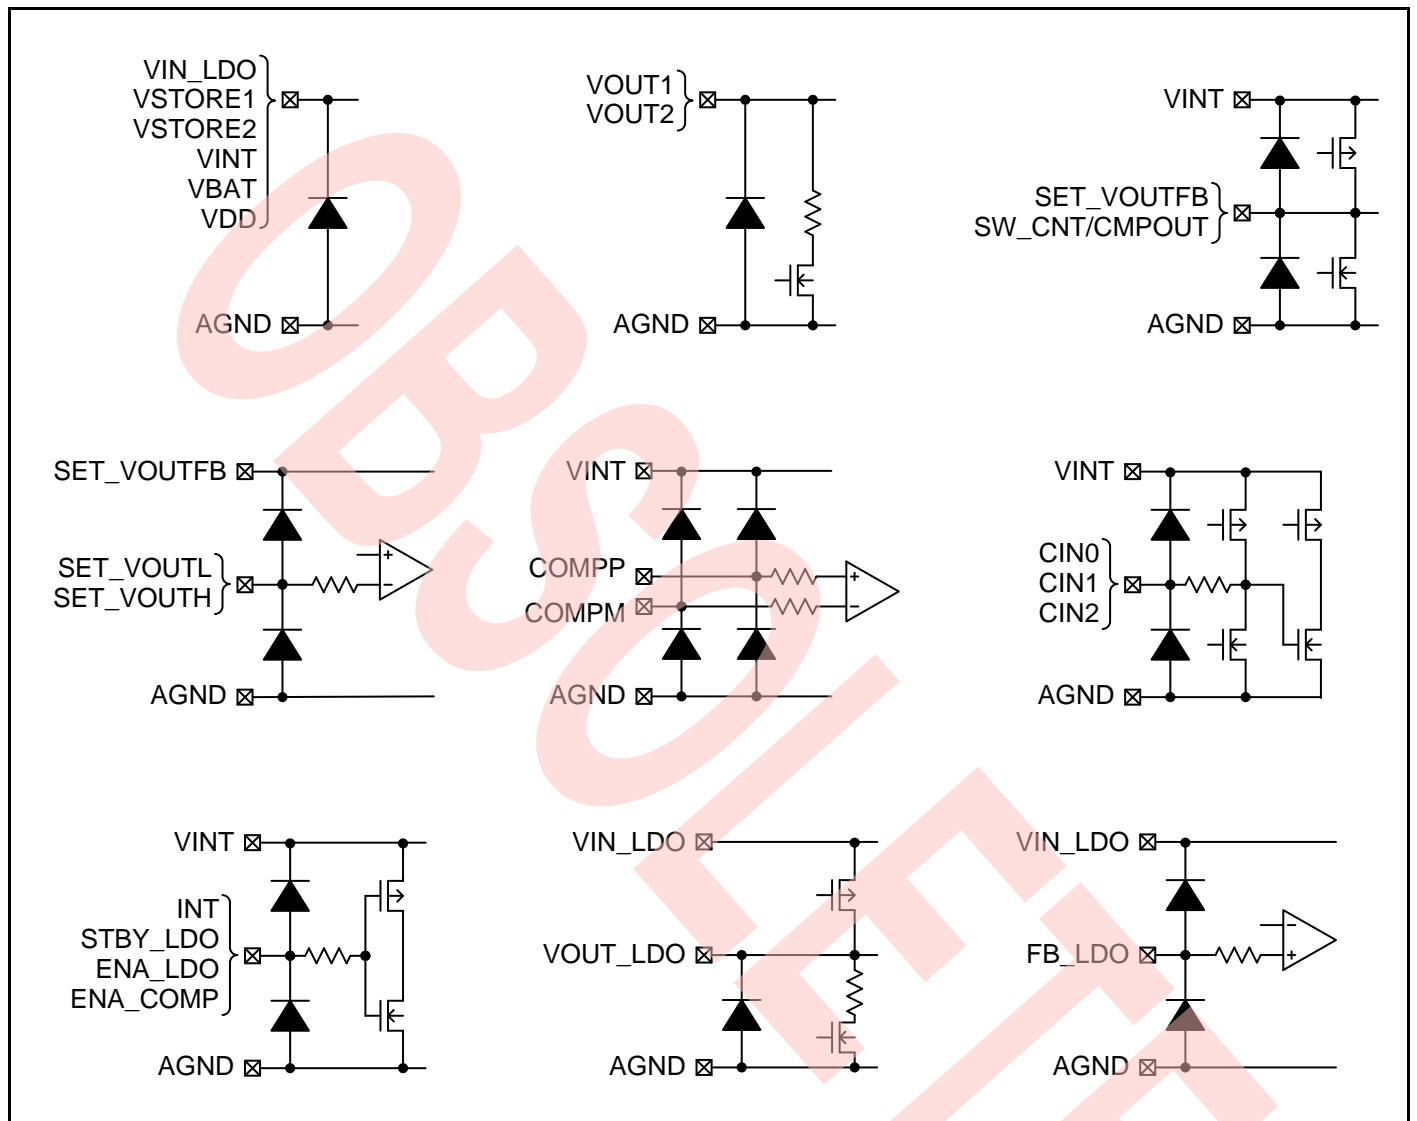 VIN_LDO
VSTORE1
VSTORE2
VINT
VBAT
VDD
AGND
VOUT1
VOUT2
AGND
VINT
SET_VOUTFB
SW_CNT/CMPOUT
AGND
SET_VOUTFB
SET_VOUTL
SET_VOUTH
AGND
+
−
VINT
COMPP
COMPM
AGND
+
−
VINT
CIN0
CIN1
CIN2
AGND
VINT
INT
STBY_LDO
ENA_LDO
ENA_COMP
AGND
VIN_LDO
VOUT_LDO
AGND
VIN_LDO
FB_LDO
AGND
−
+
OBSOLETE